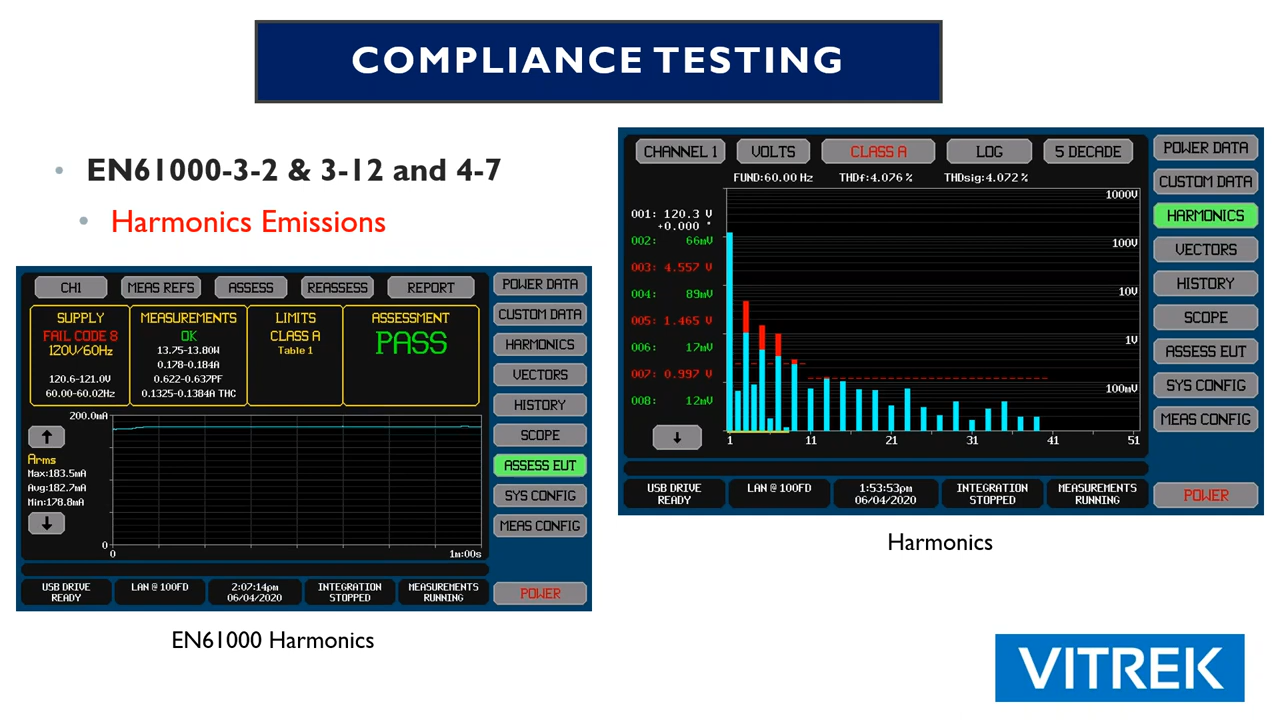 COMPLIANCE TESTING
• EN61000-3-2 & 3-12 and 4-7
• Harmonics Emissions
CH1 MEAS REFS ASSESS REASSESS REPORT
SUPPLY
FAIL CODE 8
120V/60Hz
120.6-121.0V
60.00-60.02Hz
MEASUREMENTS
OK
13.75-13.80W
0.178-0.184A
0.622-0.637PF
0.1325-0.1384A THC
LIMITS
CLASS A
Table 1
ASSESSMENT
PASS
200.0mA
Arms
Max:183.5mA
Avg:182.7mA
Min:178.8mA
0
0 1m:00s
USB DRIVE
READY
LAN @ 100FD
2:07:14pm
06/04/2020
INTEGRATION
STOPPED
MEASUREMENTS
RUNNING
POWER DATA
CUSTOM DATA
HARMONICS
VECTORS
HISTORY
SCOPE
ASSESS EUT
SYS CONFIG
MEAS CONFIG
POWER
EN61000 Harmonics
CHANNEL 1 VOLTS CLASS A LOG 5 DECADE
FUND:60.00 Hz THDf:4.076 % THDsig:4.072 %
001: 120.3 V
+0.000 °
002: 66mV
003: 4.557 V
004: 89mV
005: 1.465 V
006: 17mV
007: 0.997 V
008: 12mV
1000V
100V
10V
1V
100mV
1 11 21 31 41 51
USB DRIVE
READY
LAN @ 100FD
1:53:53pm
06/04/2020
INTEGRATION
STOPPED
MEASUREMENTS
RUNNING
POWER DATA
CUSTOM DATA
HARMONICS
VECTORS
HISTORY
SCOPE
ASSESS EUT
SYS CONFIG
MEAS CONFIG
POWER
Harmonics
VITREK